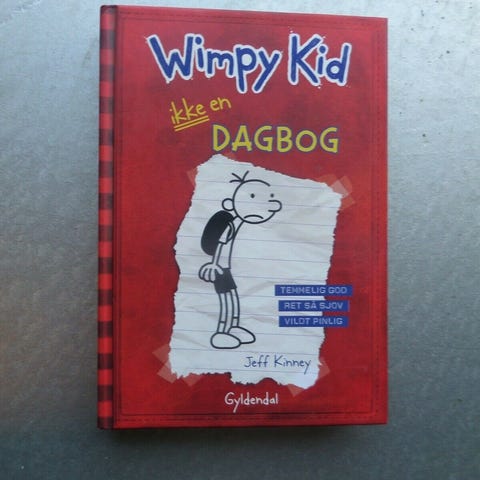 Wimpy Kid
ikke en
DAGBOG
TEMMELIG GOD
RET SÅ SJOV
VILDT PINLIG
Jeff Kinney
Gyldendal